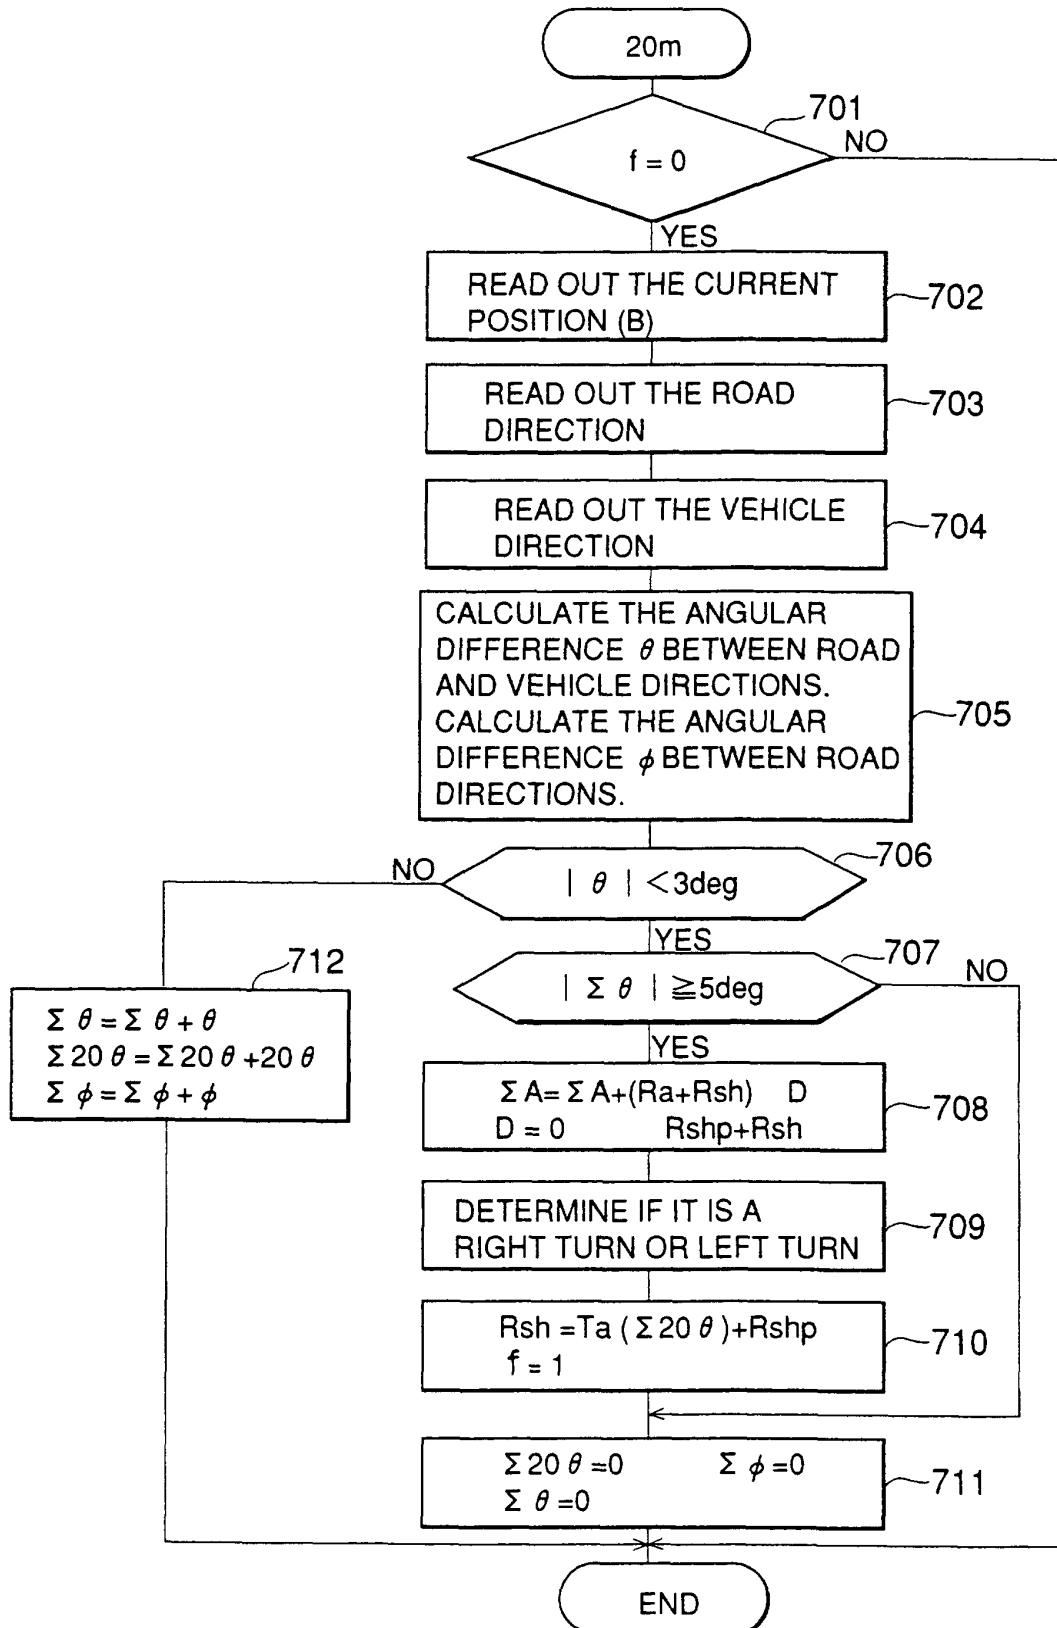 20m
701
f = 0
NO
YES
READ OUT THE CURRENT
POSITION (B)
702
READ OUT THE ROAD
DIRECTION
703
READ OUT THE VEHICLE
DIRECTION
704
CALCULATE THE ANGULAR
DIFFERENCE θ BETWEEN ROAD
AND VEHICLE DIRECTIONS.
CALCULATE THE ANGULAR
DIFFERENCE ϕ BETWEEN ROAD
DIRECTIONS.
705
706
NO
| θ | <3deg
YES
707
NO
| Σ θ | ≧5deg
YES
712
Σ θ = Σ θ + θ
Σ 20 θ = Σ 20 θ +20 θ
Σ ϕ = Σ ϕ + ϕ
Σ A= Σ A+(Ra+Rsh) D
D = 0 Rshp+Rsh
708
DETERMINE IF IT IS A
RIGHT TURN OR LEFT TURN
709
Rsh =Ta ( Σ 20 θ )+Rshp
f = 1
710
Σ 20 θ =0 Σ ϕ =0
Σ θ =0
711
END